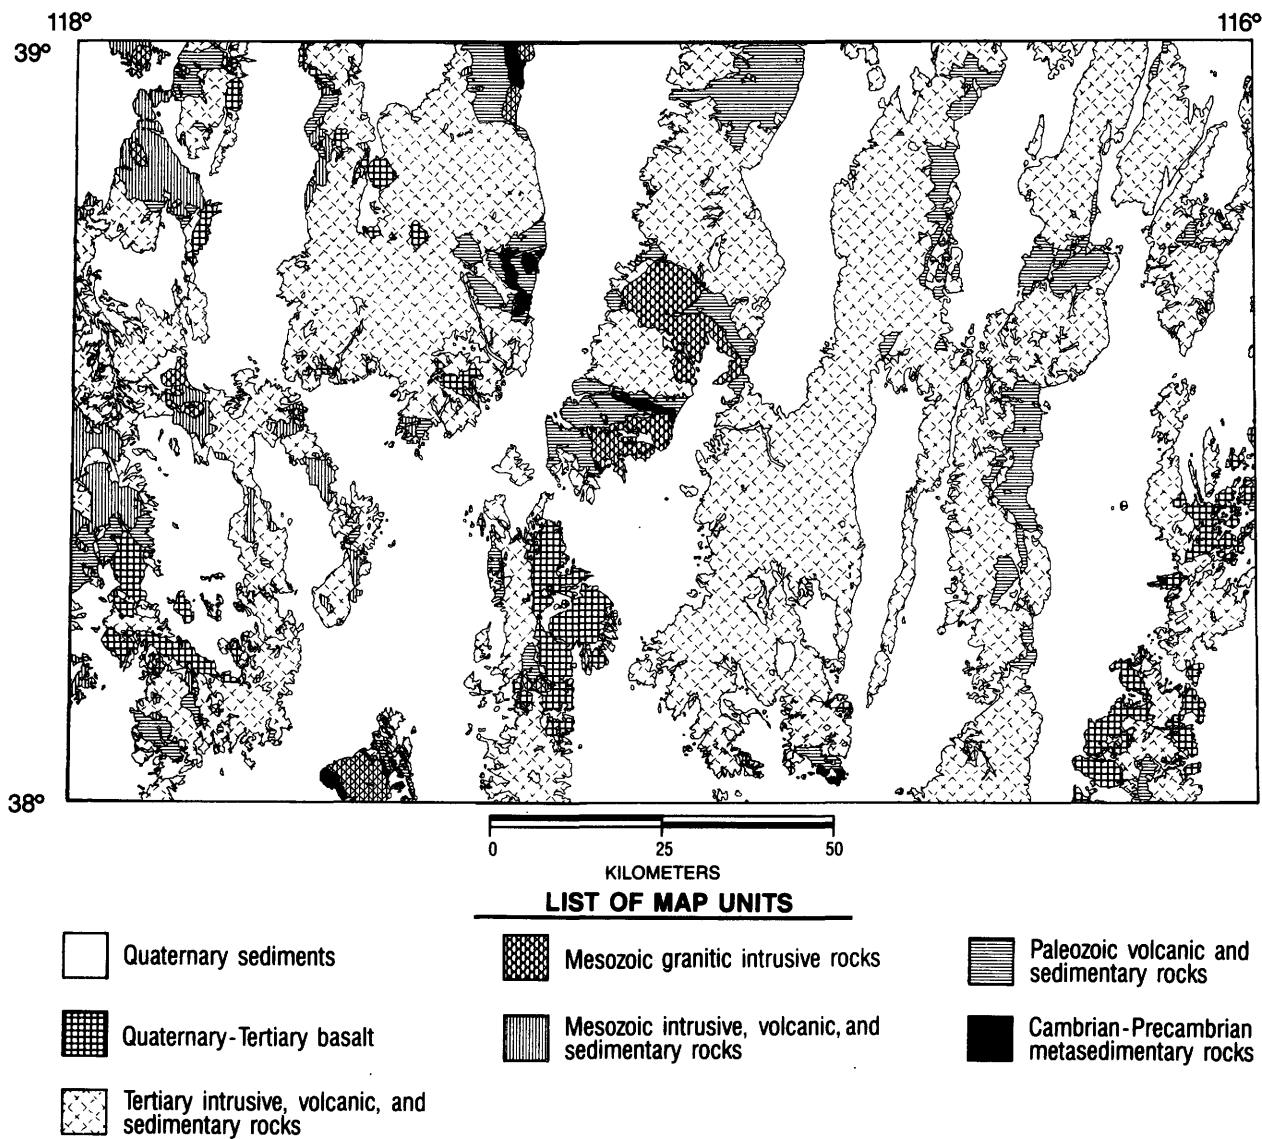 118°
116°
39°
38°
0
25
50
KILOMETERS
LIST OF MAP UNITS
Quaternary sediments
Quaternary-Tertiary basalt
Tertiary intrusive, volcanic, and
sedimentary rocks
Mesozoic granitic intrusive rocks
Mesozoic intrusive, volcanic, and
sedimentary rocks
Paleozoic volcanic and
sedimentary rocks
Cambrian-Precambrian
metasedimentary rocks